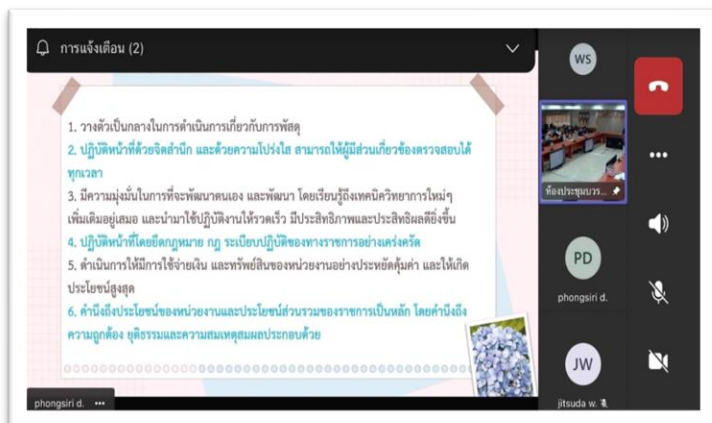 การแจ้งเตือน (2)
1. วางตัวเป็นกลางในการดำเนินการเกี่ยวกับการพัสดุ
2. ปฏิบัติหน้าที่ด้วยจิตสำนึก และด้วยความโปร่งใส สามารถให้ผู้มีส่วนเกี่ยวข้องตรวจสอบได้
ทุกเวลา
3. มีความมุ่งมั่นในการที่จะพัฒนาตนเอง และพัฒนา โดยเรียนรู้ถึงเทคนิควิทยาการใหม่ๆ
เพิ่มเติมอยู่เสมอ และนำมาใช้ปฏิบัติงานให้รวดเร็ว มีประสิทธิภาพและประสิทธิผลดียิ่งขึ้น
4. ปฏิบัติหน้าที่โดยยึดกฎหมาย กฎ ระเบียบปฏิบัติของทางราชการอย่างเคร่งครัด
5. ดำเนินการให้มีการใช้จ่ายเงิน และทรัพย์สินของหน่วยงานอย่างประหยัดคุ้มค่า และให้เกิด
ประโยชน์สูงสุด
6. คำนึงถึงประโยชน์ของหน่วยงานและประโยชน์ส่วนรวมของราชการเป็นหลัก โดยคำนึงถึง
ความถูกต้อง ยุติธรรมและความสมเหตุสมผลประกอบด้วย
phongsiri d.
WS
ห้องประชุมบวร...
PD
phongsiri d.
JW
jitsuda w.